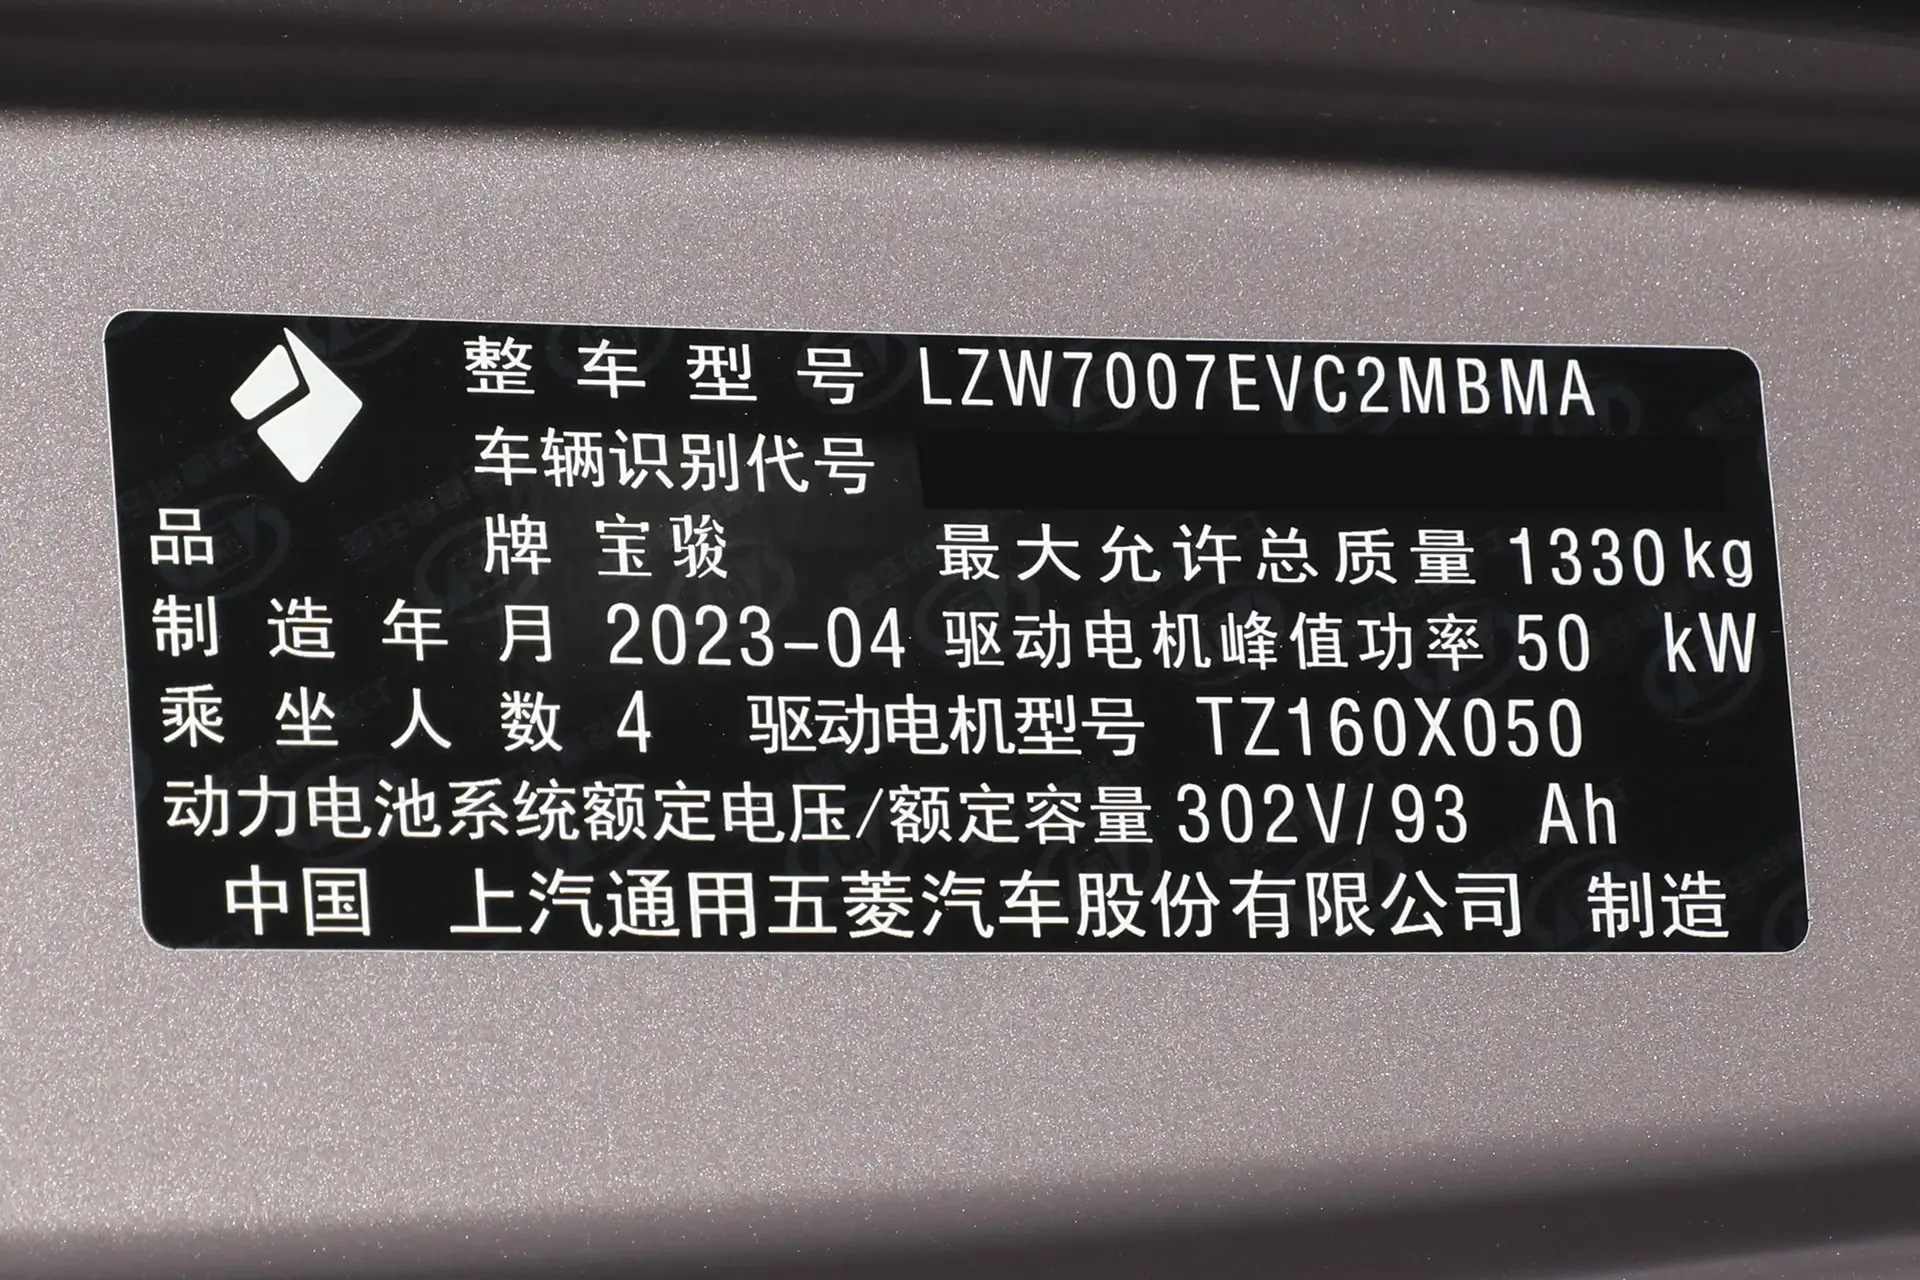 整车型号 LZW7007EVC2MBMA
车辆识别代号
品牌 宝骏 最大允许总质量 1330kg
制造年月 2023-04 驱动电机峰值功率 50 kW
乘坐人数 4 驱动电机型号 TZ160X050
动力电池系统额定电压/额定容量 302V/93 Ah
中国 上汽通用五菱汽车股份有限公司 制造